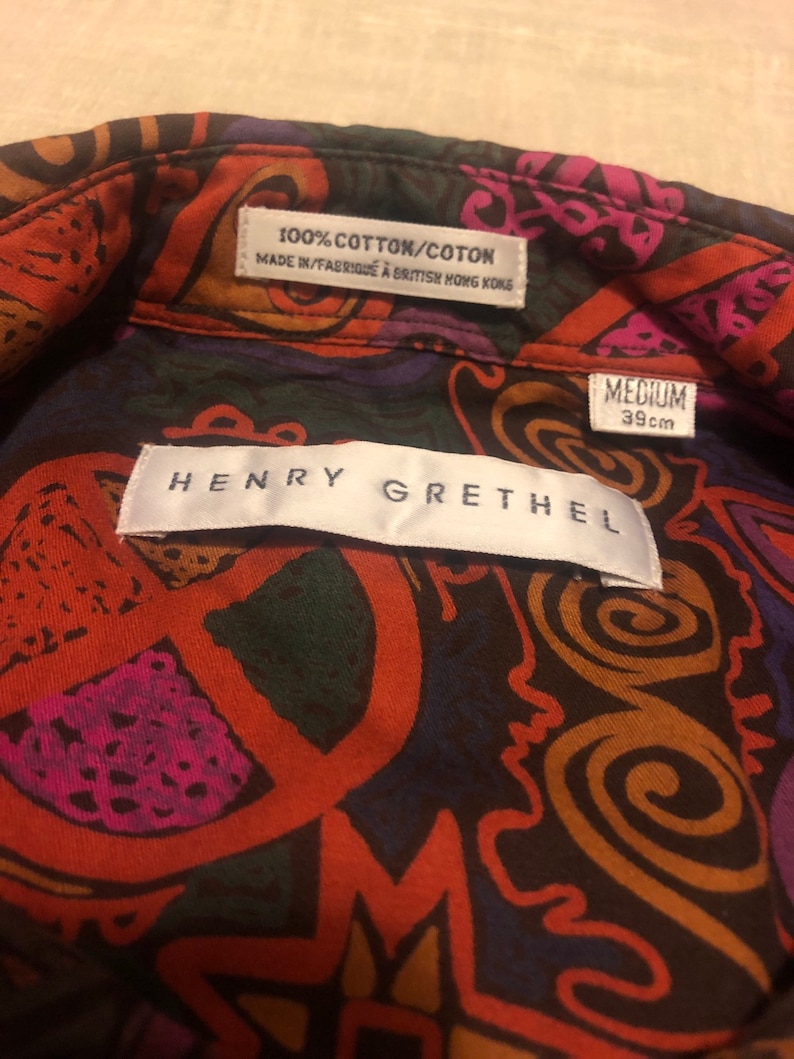 100% COTTON/COTON
MADE IN/FABRIQUÉ À BRITISH HONG KONG
MEDIUM
39cm
HENRY GRETHEL